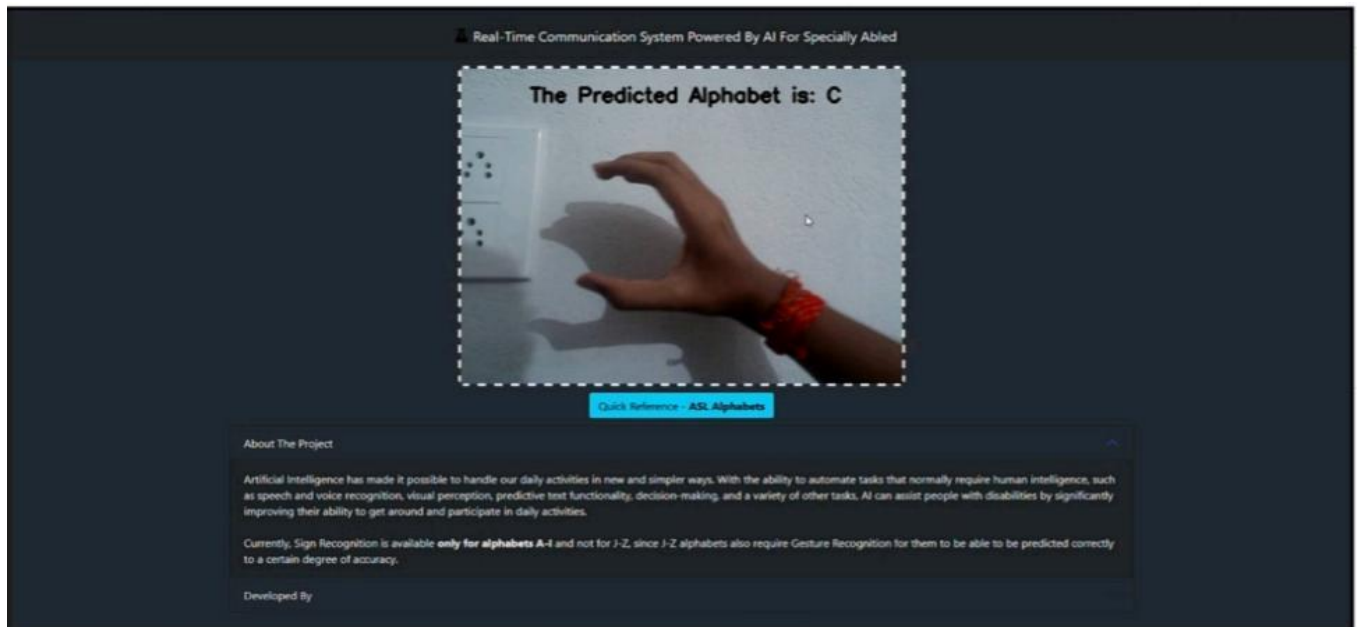 Real-Time Communication System Powered By AI For Specially Abled
The Predicted Alphabet is: C
Quick Reference - ASL Alphabets
About The Project
Artificial Intelligence has made it possible to handle our daily activities in new and simpler ways. With the ability to automate tasks that normally require human intelligence, such
as speech and voice recognition, visual perception, predictive text functionality, decision-making, and a variety of other tasks, AI can assist people with disabilities by significantly
improving their ability to get around and participate in daily activities.
Currently, Sign Recognition is available only for alphabets A-I and not for J-Z, since J-Z alphabets also require Gesture Recognition for them to be able to be predicted correctly
to a certain degree of accuracy.
Developed By